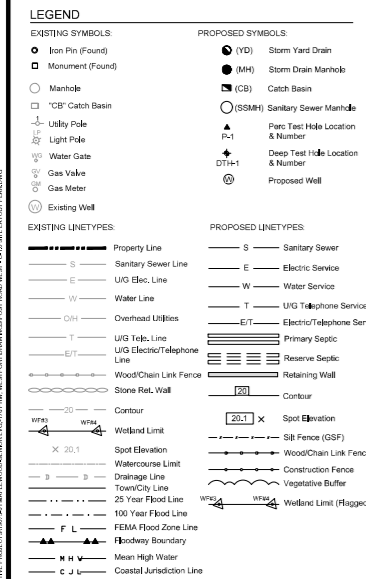 LEGEND
EXISTING SYMBOLS:
Iron Pin (Found)
Monument (Found)
Manhole
"CB" Catch Basin
Utility Pole
LP Light Pole
WG Water Gate
GV Gas Valve
GM Gas Meter
W Existing Well
PROPOSED SYMBOLS:
(YD) Storm Yard Drain
(MH) Storm Drain Manhole
(CB) Catch Basin
(SSMH) Sanitary Sewer Manhole
P-1 Perc Test Hole Location
& Number
DTH-1 Deep Test Hole Location
& Number
W Proposed Well
EXISTING LINETYPES:
Property Line
S Sanitary Sewer Line
E U/G Elec. Line
W Water Line
O/H Overhead Utilities
T U/G Tele. Line
E/T U/G Electric/Telephone
Line
Wood/Chain Link Fence
Stone Ret. Wall
20 Contour
WF#3 WF#4 Wetland Limit
× 20.1 Spot Elevation
Watercourse Limit
D D Drainage Line
Town/City Line
25 Year Flood Line
100 Year Flood Line
F L FEMA Flood Zone Line
Floodway Boundary
M H W Mean High Water
C J L Coastal Jurisdiction Line
PROPOSED LINETYPES:
S Sanitary Sewer
E Electric Service
W Water Service
T U/G Telephone Service
E/T Electric/Telephone Ser
Primary Septic
Reserve Septic
Retaining Wall
20 Contour
20.1 × Spot Elevation
Silt Fence (GSF)
Wood/Chain Link Fenc
Construction Fence
Vegetative Buffer
WF#3 WF#4 Wetland Limit (Flagged